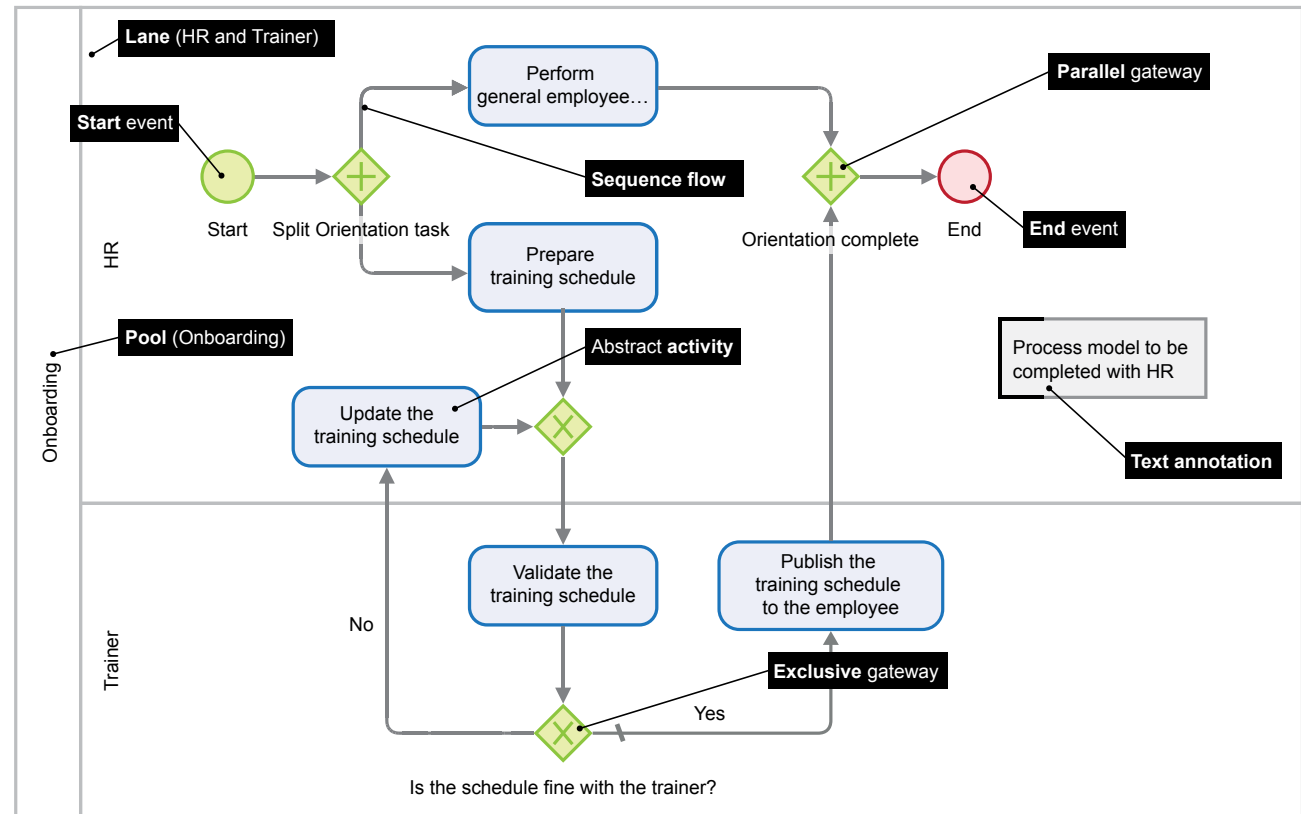 Lane (HR and Trainer)
Perform
general employee…
Parallel gateway
Start event
Sequence flow
Start
Split Orientation task
Orientation complete
End
End event
HR
Prepare
training schedule
Pool (Onboarding)
Abstract activity
Process model to be
completed with HR
Onboarding
Update the
training schedule
Text annotation
Validate the
training schedule
Publish the
training schedule
to the employee
No
Trainer
Exclusive gateway
Yes
Is the schedule fine with the trainer?